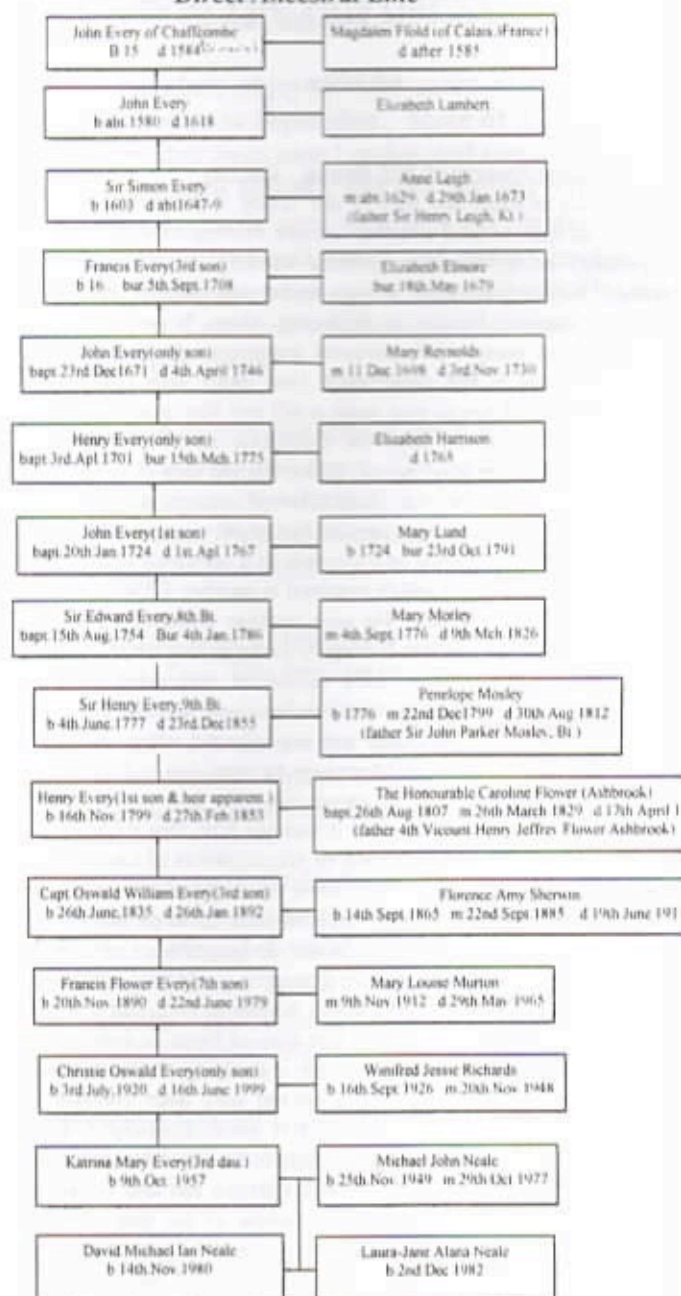 Direct Ancestral Line
John Every of Chaffcombe
B 15 d 1584
Magdalen Ffold (of Calais.)France)
d after 1585
John Every
b abt. 1580 d 1618
Elizabeth Lambert
Sir Simon Every
b 1603 d abt1647-9
Anne Leigh
m abt. 1629 d 29th Jan 1673
(father Sir Henry Leigh, Kt.)
Francis Every(3rd son)
b 16 bur 5th.Sept.1708
Elizabeth Elmore
bur 18th.May 1679
John Every(only son)
bapt.23rd.Dec1671 d 4th.April 1746
Mary Reynolds
m 11 Dec 1698 d 3rd.Nov 1730
Henry Every(only son)
bapt 3rd.Apl 1701 bur 15th.Mch.1775
Elizabeth Harrison
d 1765
John Every(1st son)
bapt 20th.Jan 1724 d 1st.Apl 1767
Mary Lund
b 1724 bur 23rd.Oct 1791
Sir Edward Every.8th.Bt.
bapt.15th.Aug.1754 Bur 4th.Jan.1786
Mary Morley
m 4th.Sept.1776 d 9th.Mch.1826
Sir Henry Every.9th.Bt.
b 4th.June.1777 d 23rd.Dec1855
Penelope Mosley
b 1776 m 22nd Dec1799 d 30th.Aug 1812
(father Sir John Parker Mosley, Bt.)
Henry Every(1st son & heir apparent.)
b 16th Nov.1799 d 27th.Feb 1853
The Honourable Caroline Flower (Ashbrook)
bapt.26th.Aug 1807 m 26th March 1829 d 17th April 1
(father 4th Vicount Henry Jeffrey Flower Ashbrook)
Capt Oswald William Every(3rd son)
b 26th.June.1835 d 26th.Jan 1892
Florence Amy Sherwin
b 14th Sept.1865 m 22nd Sept.1885 d 19th June 191
Francis Flower Every(7th son)
b 20th.Nov.1890 d 22nd.June 1979
Mary Louise Murton
m 9th.Nov 1912 d 29th.May 1965
Christie Oswald Every(only son)
b 3rd July.1920 d 16th.June 1999
Winifred Jessie Richards
b 16th.Sept.1926 m 20th.Nov 1948
Katrina Mary Every(3rd dau.)
b 9th.Oct. 1957
Michael John Neale
b 25th.Nov.1949 m 29th.Oct 1977
David Michael Ian Neale
b 14th.Nov.1980
Laura-Jane Alana Neale
b 2nd Dec 1982